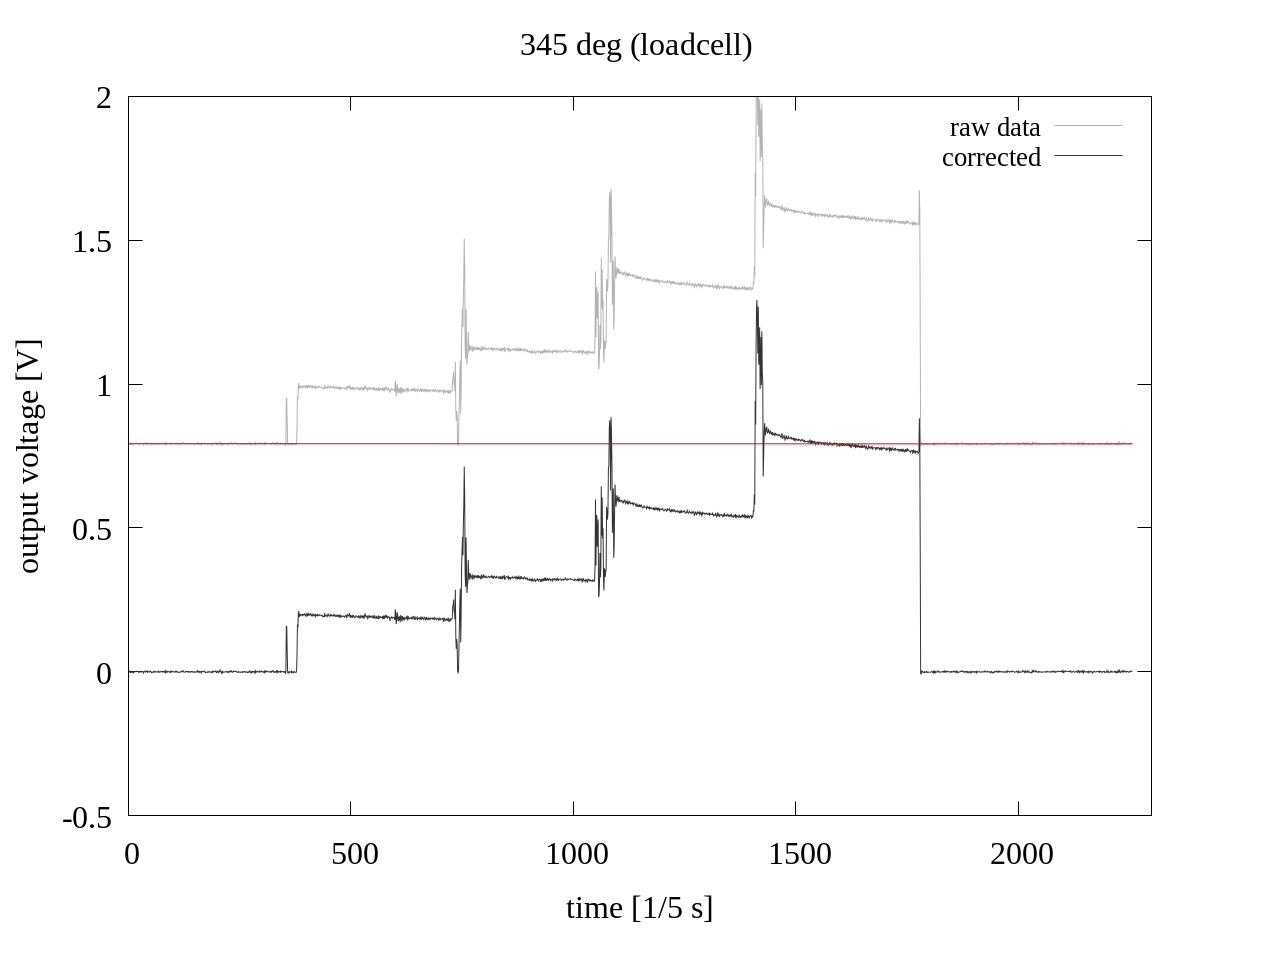 345 deg (loadcell)
2
raw data
corrected
1.5
1
0.5
0
-0.5
output voltage [V]
0 500 1000 1500 2000
time [1/5 s]